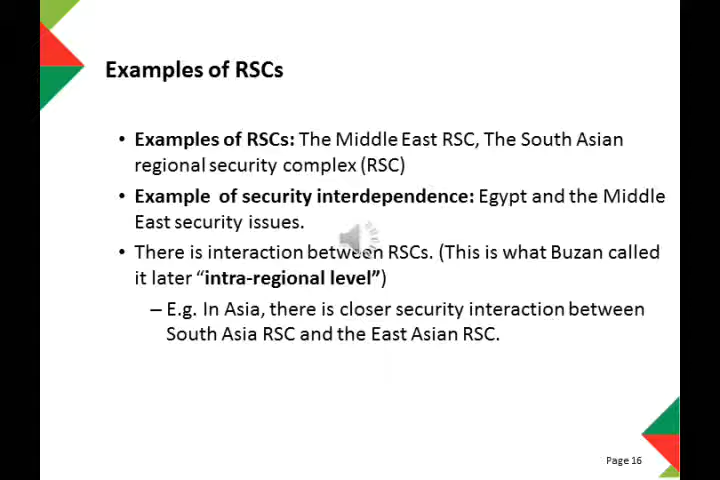 Examples of RSCs
• Examples of RSCs: The Middle East RSC, The South Asian
regional security complex (RSC)
• Example of security interdependence: Egypt and the Middle
East security issues.
• There is interaction between RSCs. (This is what Buzan called
it later “intra-regional level”)
– E.g. In Asia, there is closer security interaction between
South Asia RSC and the East Asian RSC.
Page 16